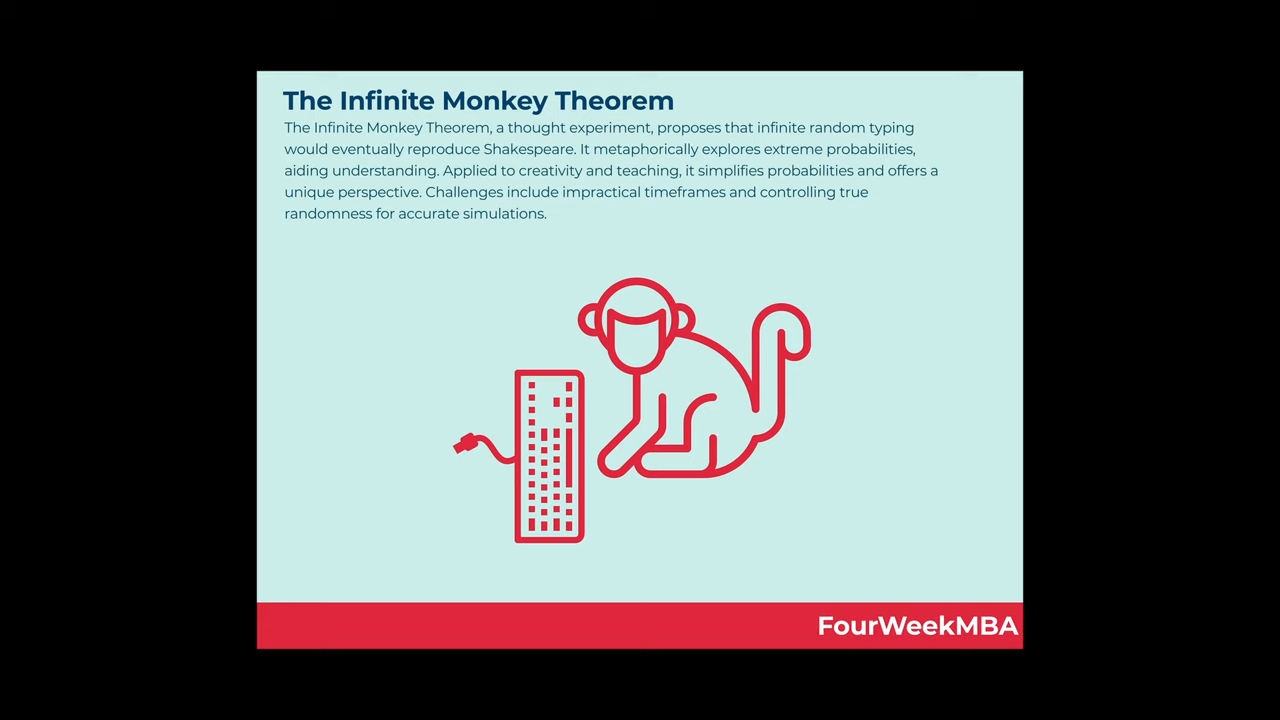 The Infinite Monkey Theorem
The Infinite Monkey Theorem, a thought experiment, proposes that infinite random typing
would eventually reproduce Shakespeare. It metaphorically explores extreme probabilities,
aiding understanding. Applied to creativity and teaching, it simplifies probabilities and offers a
unique perspective. Challenges include impractical timeframes and controlling true
randomness for accurate simulations.
FourWeekMBA